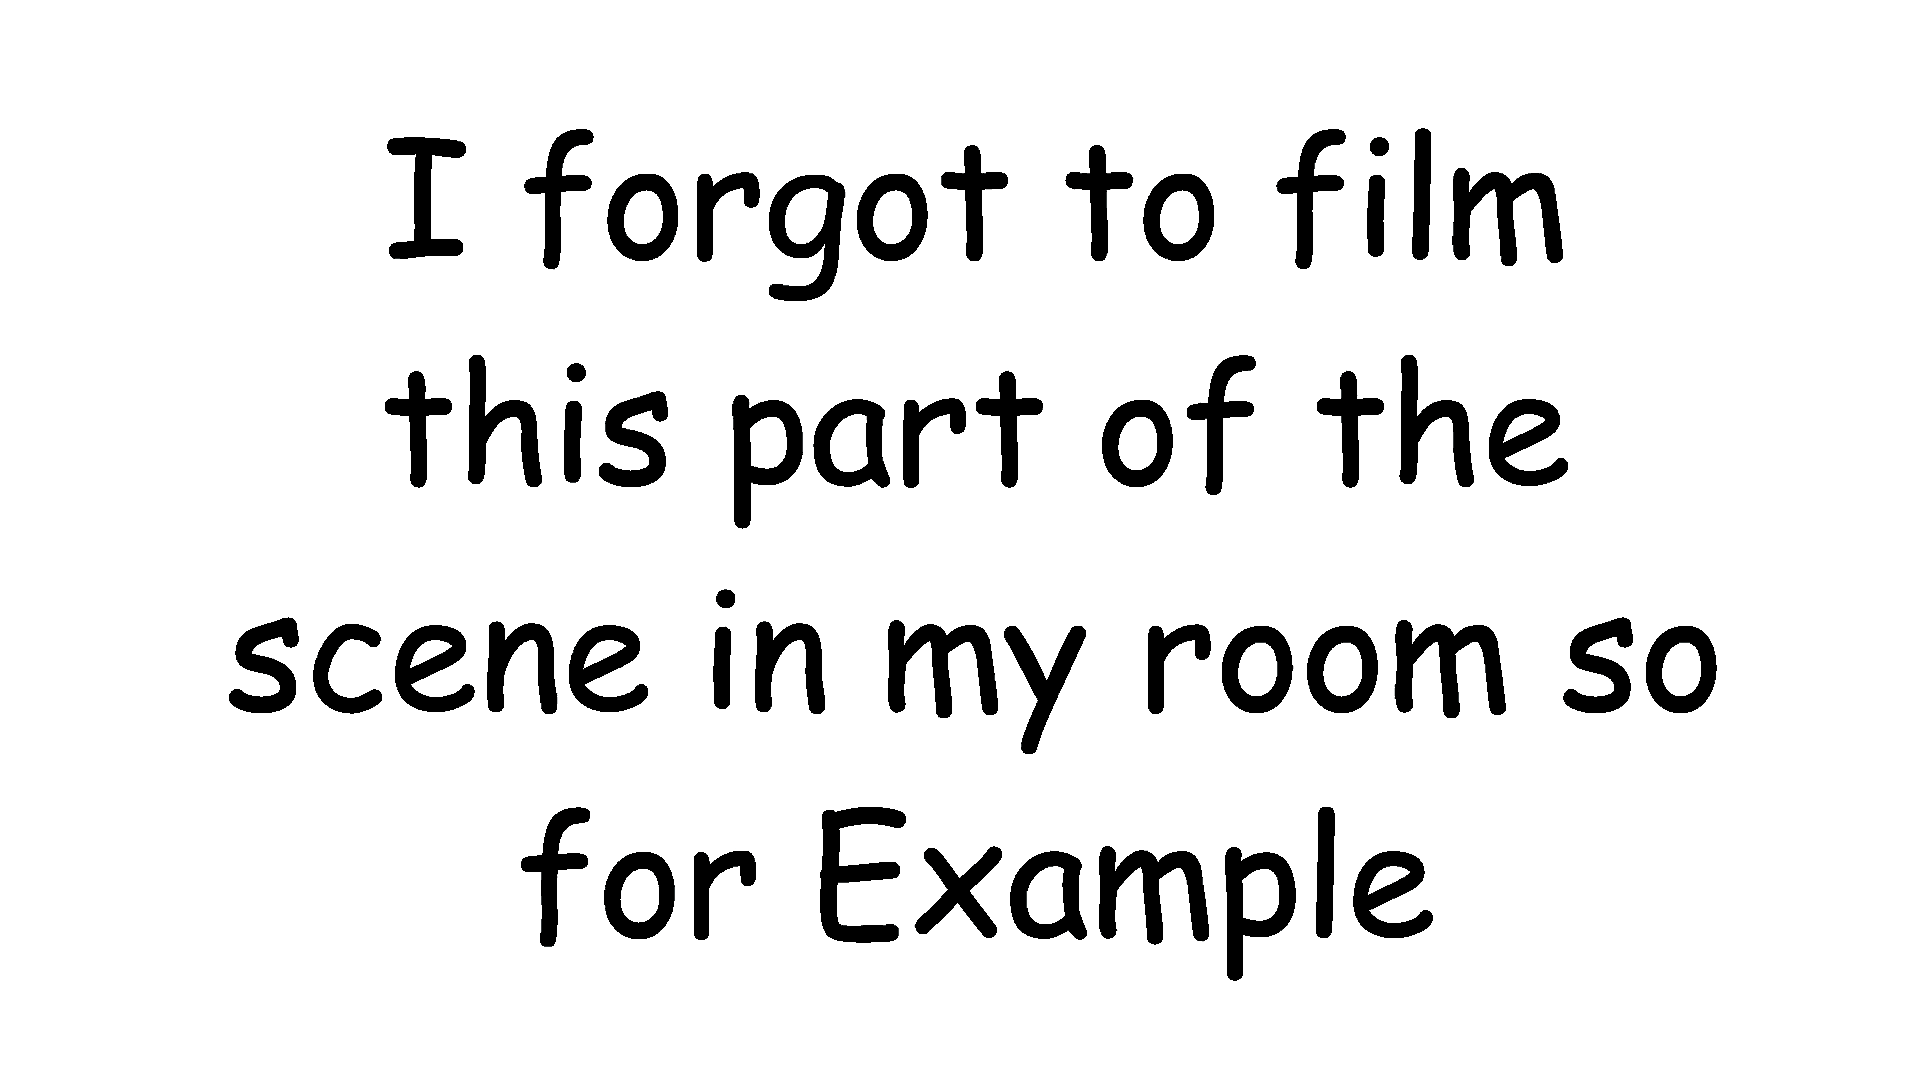 I forgot to film
this part of the
scene in my room so
for Example